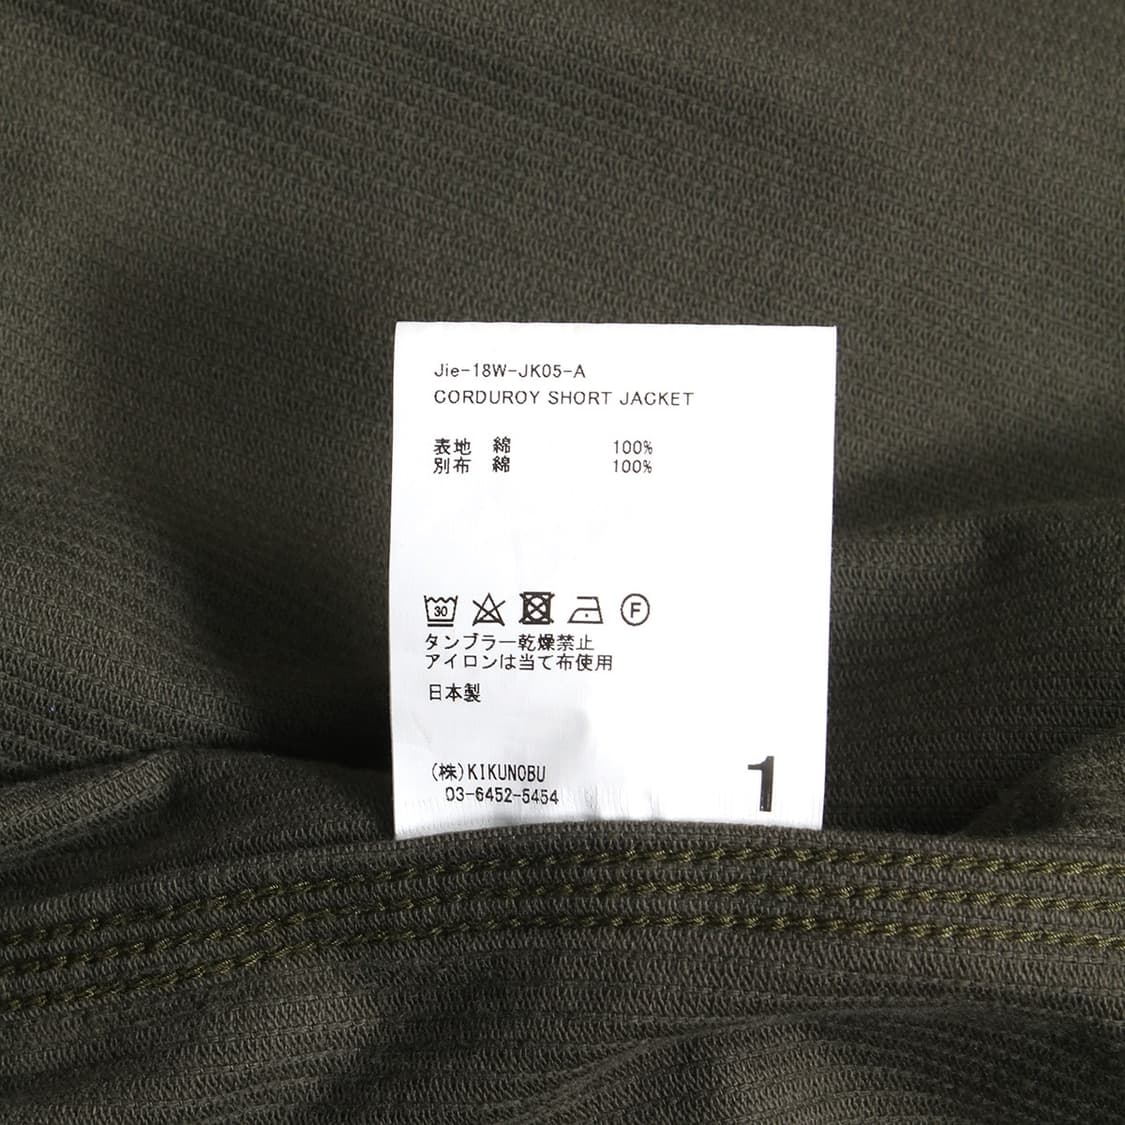 Jie-18W-JK05-A
CORDUROY SHORT JACKET
表地 綿 100%
別布 綿 100%
30 F
タンブラー乾燥禁止
アイロンは当て布使用
日本製
(株)KIKUNOBU
03-6452-5454
1